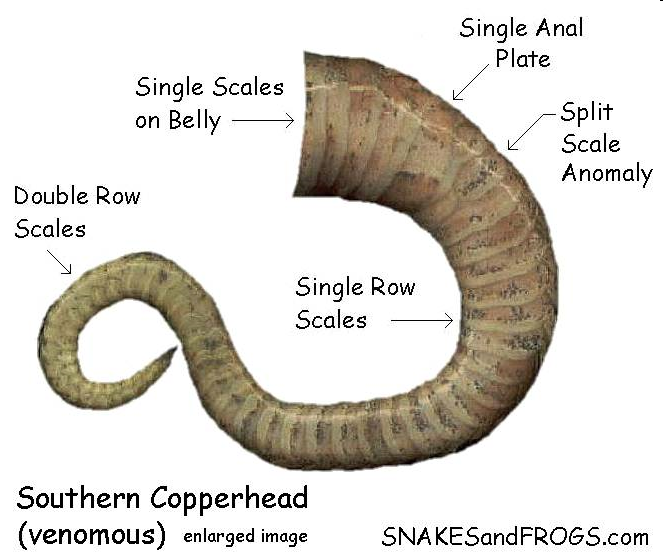 Single Anal
Plate
Single Scales
on Belly
Split
Scale
Anomaly
Double Row
Scales
Single Row
Scales
Southern Copperhead
(venomous) enlarged image
SNAKESandFROGS.com